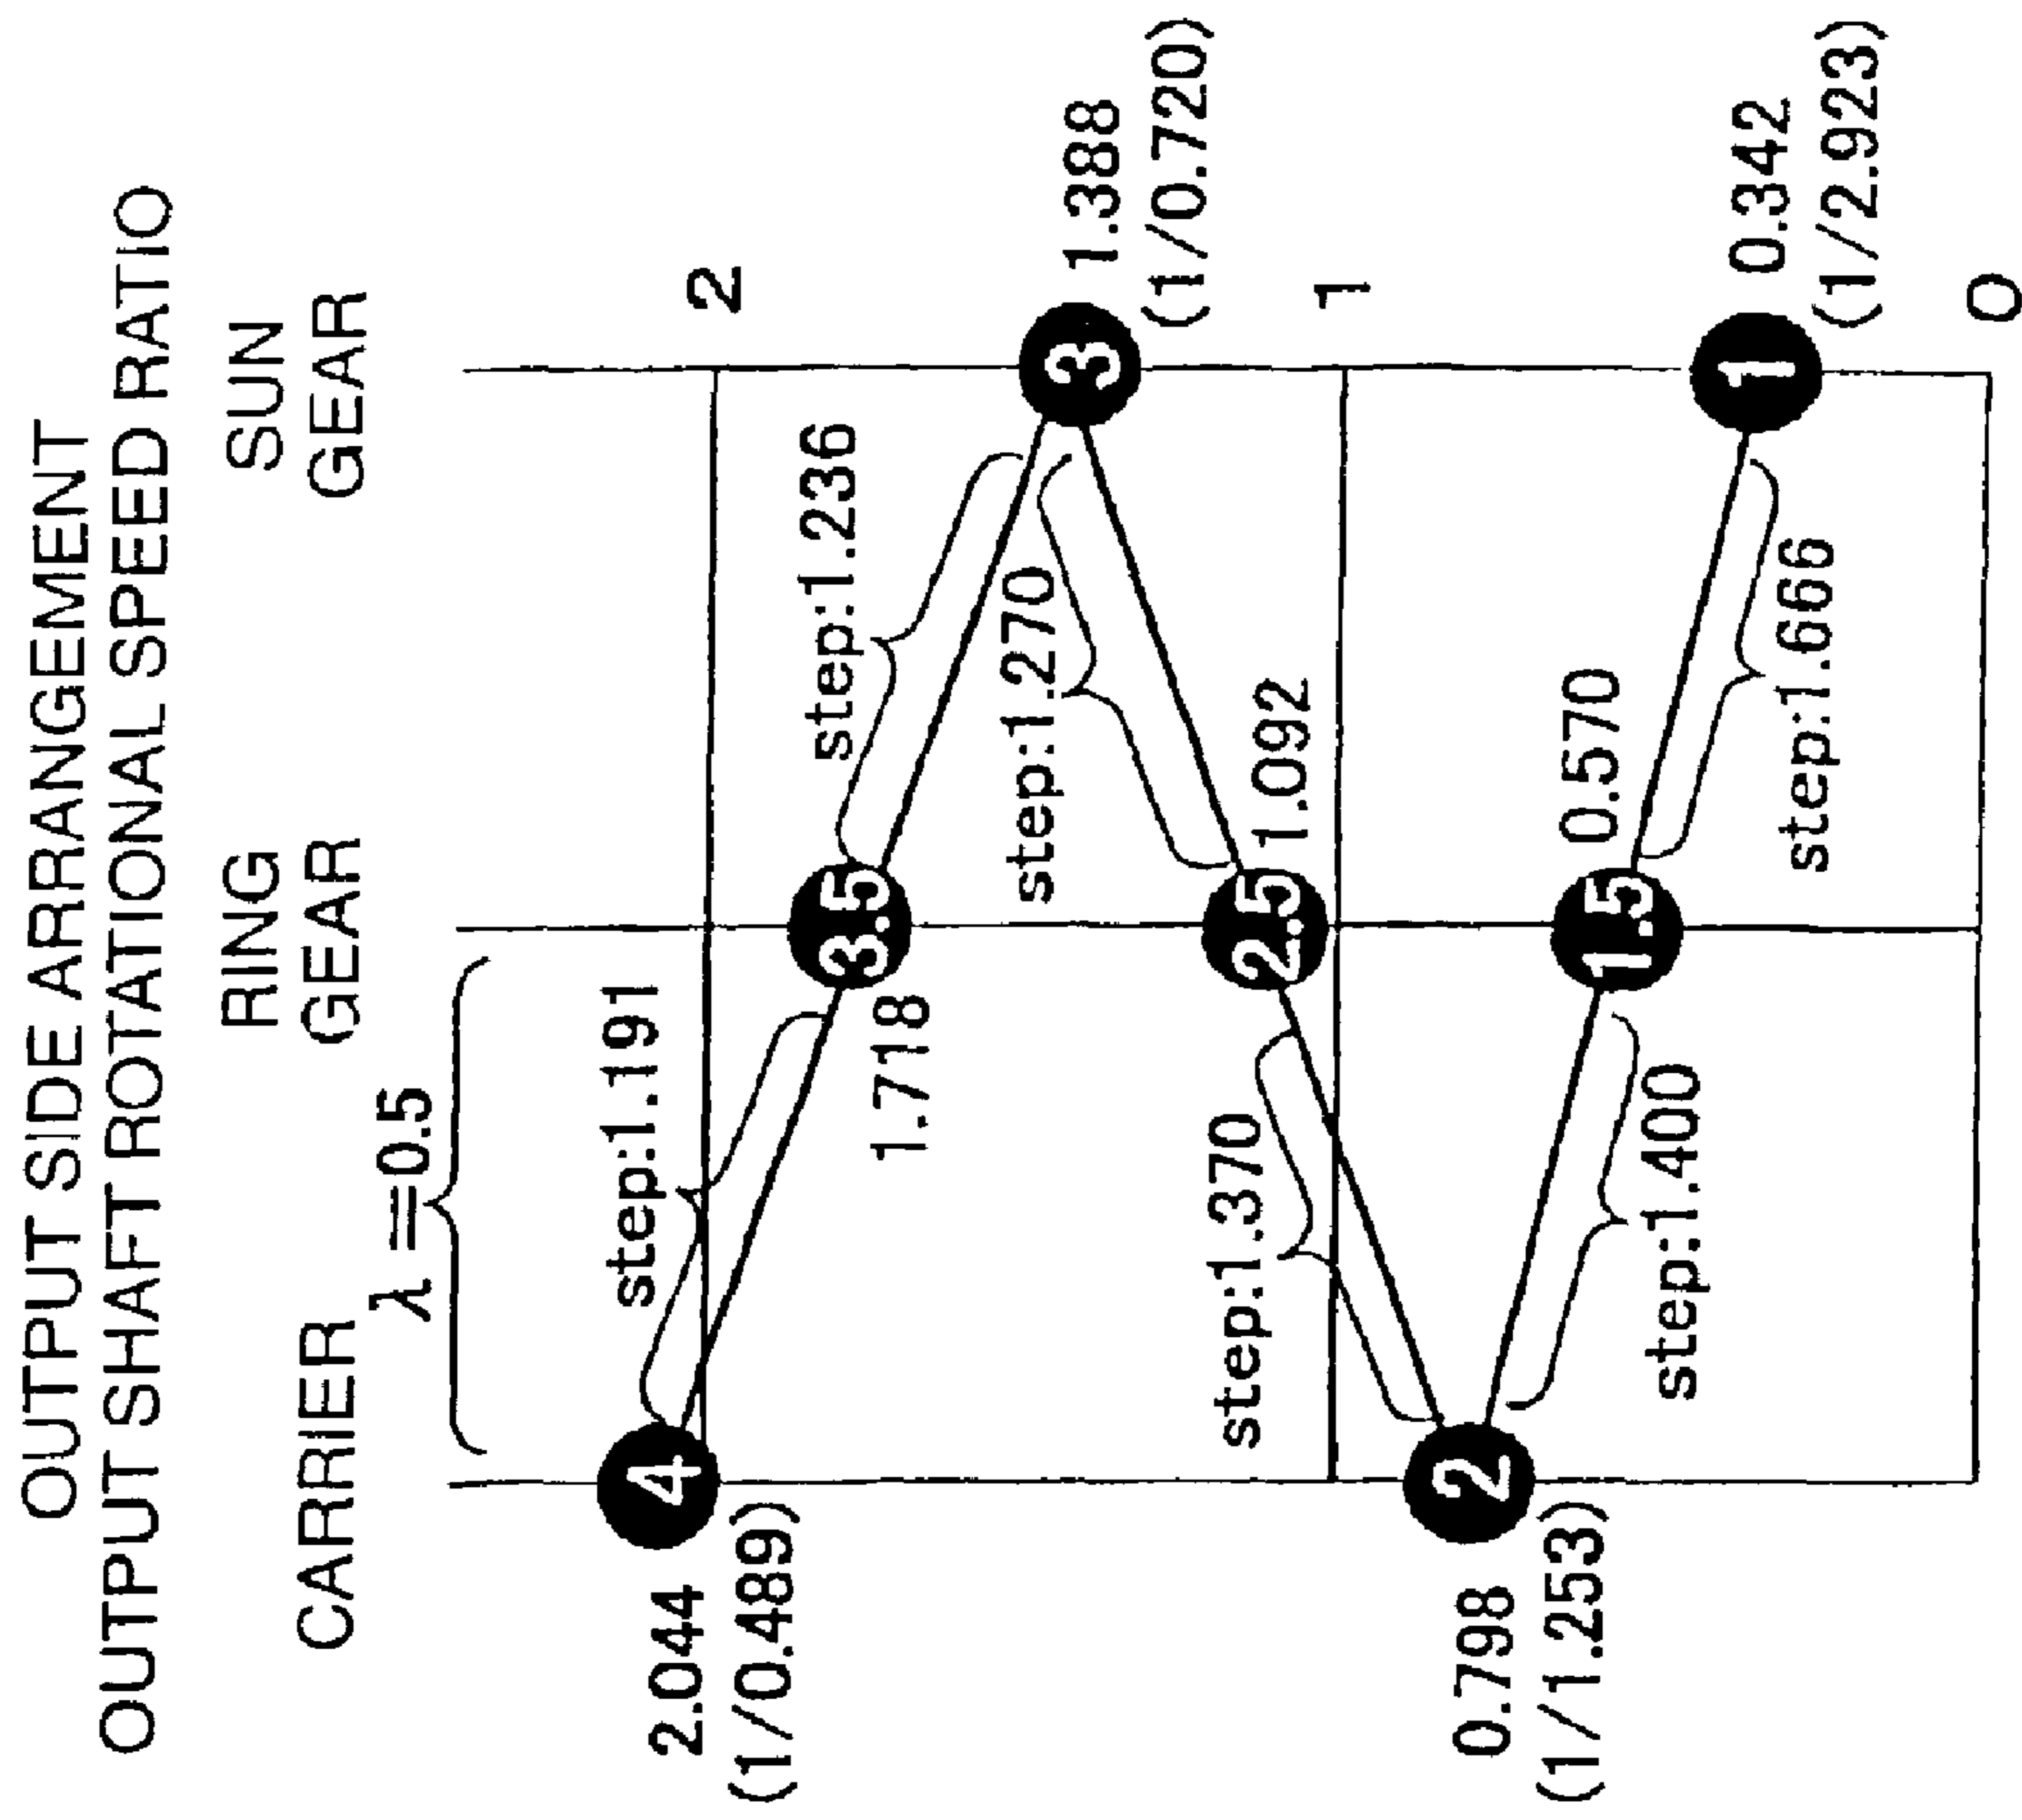 OUTPUT SIDE ARRANGEMENT
OUTPUT SHAFT ROTATIONAL SPEED RATIO
CARRIER
RING
GEAR
SUN
GEAR
λ=0.5
2
4
2.044
(1/0.489)
step:1.191
3.5
1.718
step:1.236
3
1.388
(1/0.720)
step:1.270
2.5
1.092
1
step:1.370
2
0.798
(1/1.253)
step:1.400
1.5
0.570
step:1.666
1
0.342
(1/2.923)
0